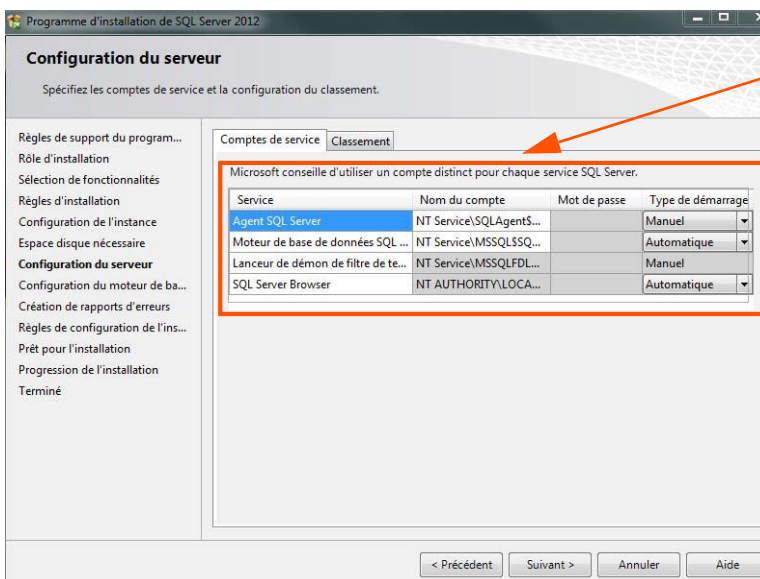 Programme d'installation de SQL Server 2012
Configuration du serveur
Spécifiez les comptes de service et la configuration du classement.
Règles de support du program...
Rôle d'installation
Sélection de fonctionnalités
Règles d'installation
Configuration de l'instance
Espace disque nécessaire
Configuration du serveur
Configuration du moteur de ba...
Création de rapports d'erreurs
Règles de configuration de l'ins...
Prêt pour l'installation
Progression de l'installation
Terminé
Comptes de service Classement
Microsoft conseille d'utiliser un compte distinct pour chaque service SQL Server.
Service Nom du compte Mot de passe Type de démarrage
Agent SQL Server NT Service\SQLAgent$... Manuel
Moteur de base de données SQL ... NT Service\MSSQL$SQ... Automatique
Lanceur de démon de filtre de te... NT Service\MSSQLFDL... Manuel
SQL Server Browser NT AUTHORITY\LOCA... Automatique
< Précédent Suivant > Annuler Aide